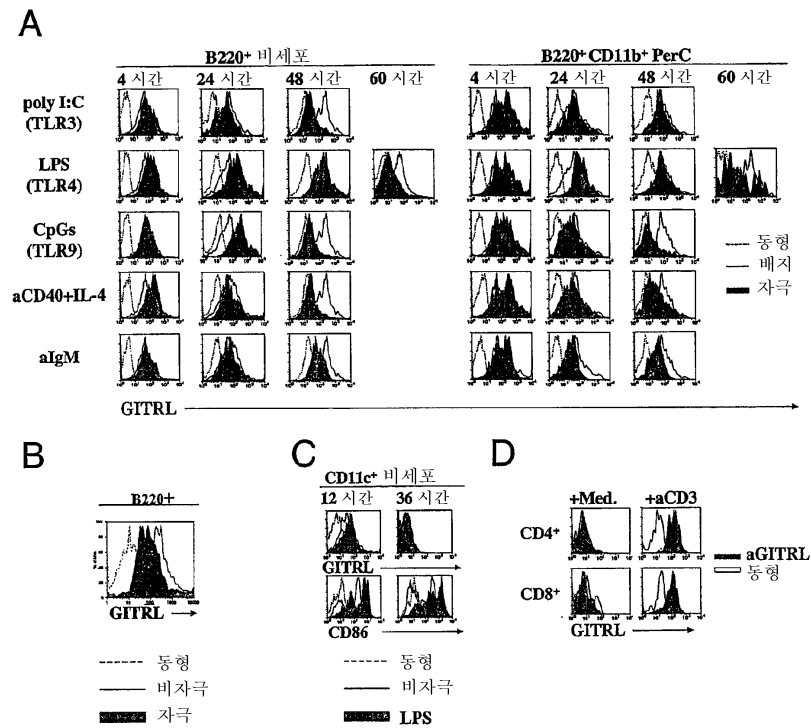 A
B220⁺ 비세포
B220⁺ CD11b⁺ PerC
4 시간 24 시간 48 시간 60 시간
4 시간 24 시간 48 시간 60 시간
poly I:C
(TLR3)
LPS
(TLR4)
CpGs
(TLR9)
동형
배지
자극
aCD40+IL-4
aIgM
GITRL
B
B220+
GITRL
동형
비자극
자극
C
CD11c⁺ 비세포
12 시간 36 시간
GITRL
CD86
동형
비자극
LPS
D
+Med. +aCD3
CD4⁺
CD8⁺
aGITRL
동형
GITRL